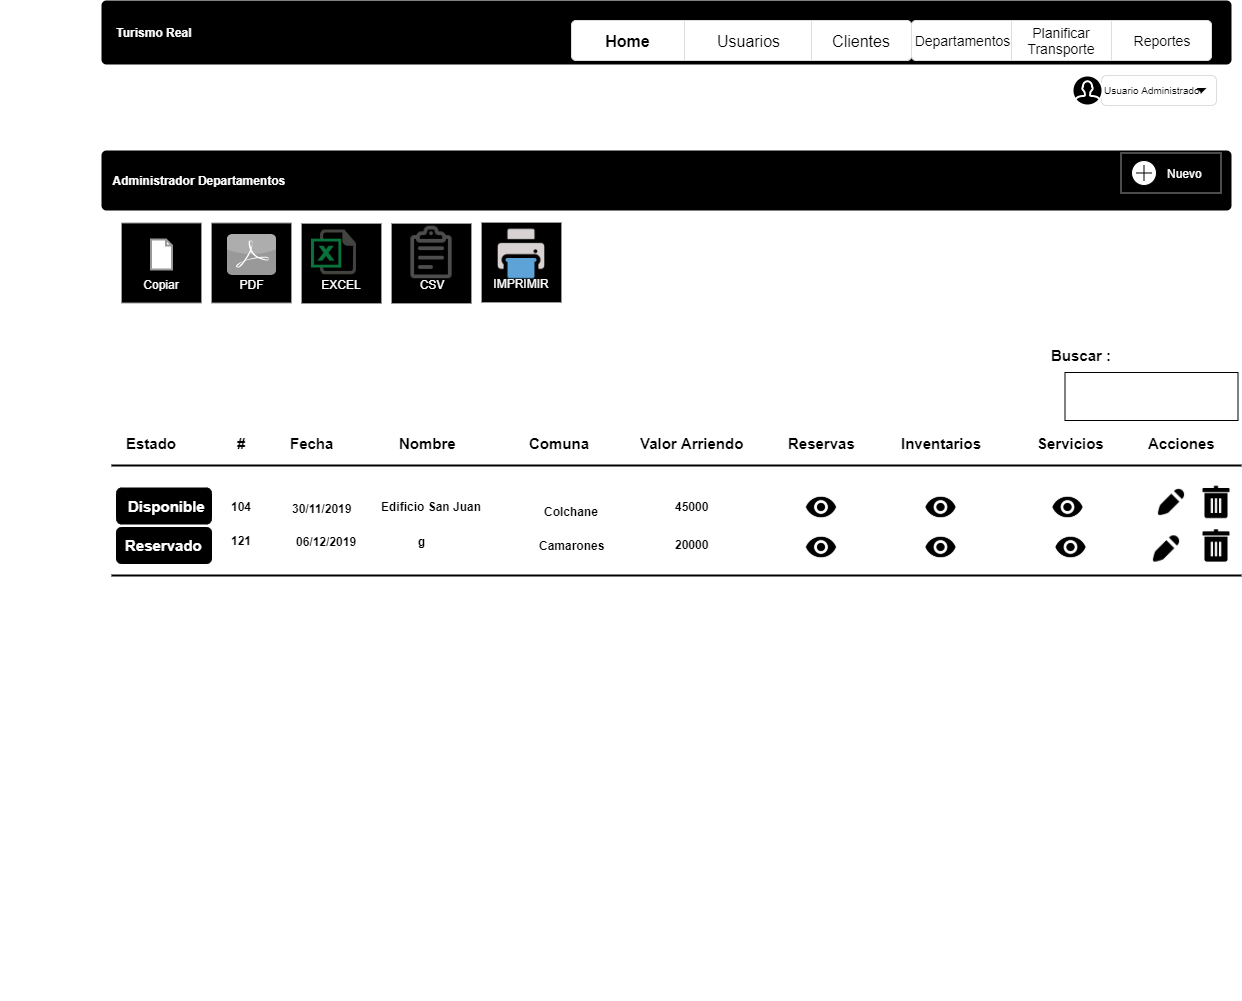 Turismo Real
Home
Usuarios
Clientes
Departamentos
Planificar
Transporte
Reportes
Usuario Administrado
Administrador Departamentos
Nuevo
Copiar
PDF
EXCEL
CSV
IMPRIMIR
Buscar :
Estado # Fecha Nombre Comuna Valor Arriendo Reservas Inventarios Servicios Acciones
Disponible 104 30/11/2019 Edificio San Juan Colchane 45000
Reservado 121 06/12/2019 g Camarones 20000